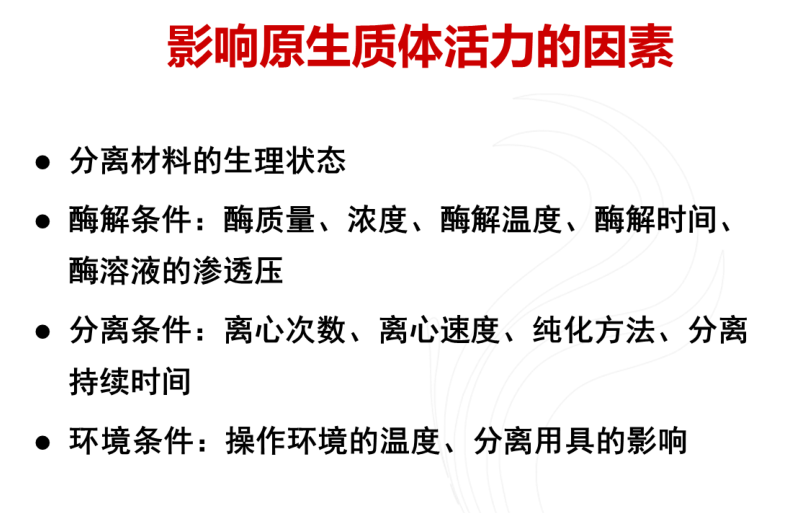 影响原生质体活力的因素
● 分离材料的生理状态
● 酶解条件：酶质量、浓度、酶解温度、酶解时间、
酶溶液的渗透压
● 分离条件：离心次数、离心速度、纯化方法、分离
持续时间
● 环境条件：操作环境的温度、分离用具的影响